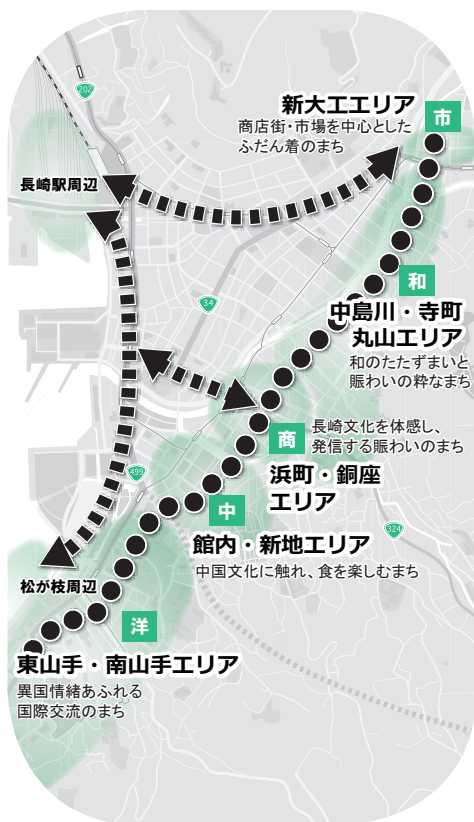 202
新大工エリア
市
商店街・市場を中心とした
ふだん着のまち
長崎駅周辺
和
34
中島川・寺町
丸山エリア
和のたたずまいと
賑わいの粋なまち
商
長崎文化を体感し、
発信する賑わいのまち
浜町・銅座
エリア
499
中
324
館内・新地エリア
中国文化に触れ、食を楽しむまち
松が枝周辺
洋
東山手・南山手エリア
異国情緒あふれる
国際交流のまち